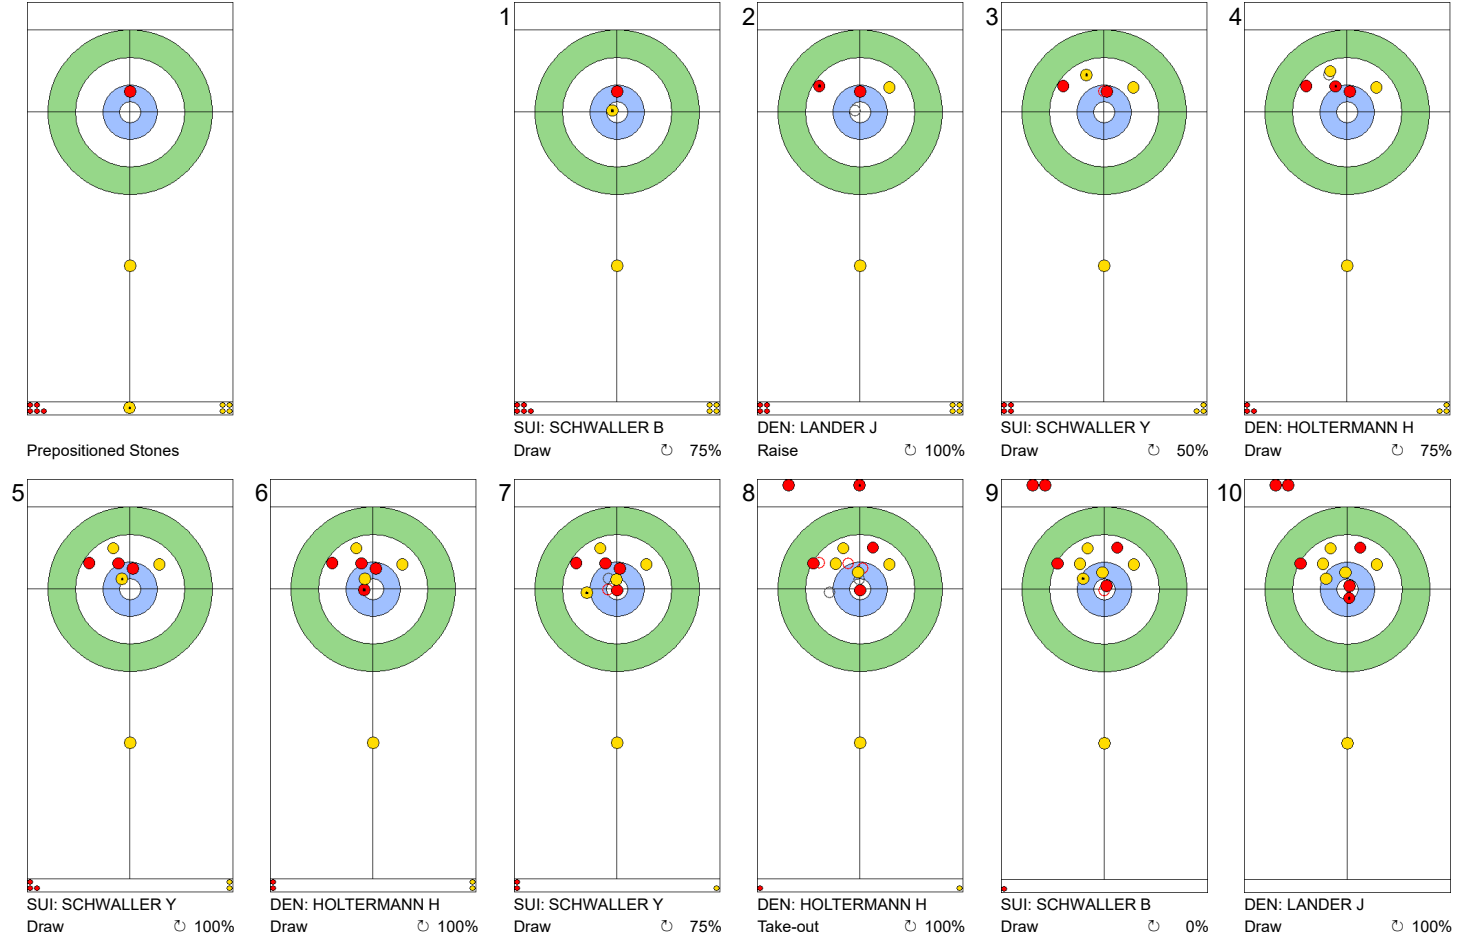 1
2
3
4
Prepositioned Stones
SUI: SCHWALLER B
Draw ↻ 75%
DEN: LANDER J
Raise ↻ 100%
SUI: SCHWALLER Y
Draw ↻ 50%
DEN: HOLTERMANN H
Draw ↻ 75%
5
6
7
8
9
10
SUI: SCHWALLER Y
Draw ↻ 100%
DEN: HOLTERMANN H
Draw ↻ 100%
SUI: SCHWALLER Y
Draw ↻ 75%
DEN: HOLTERMANN H
Take-out ↻ 100%
SUI: SCHWALLER B
Draw ↻ 0%
DEN: LANDER J
Draw ↻ 100%